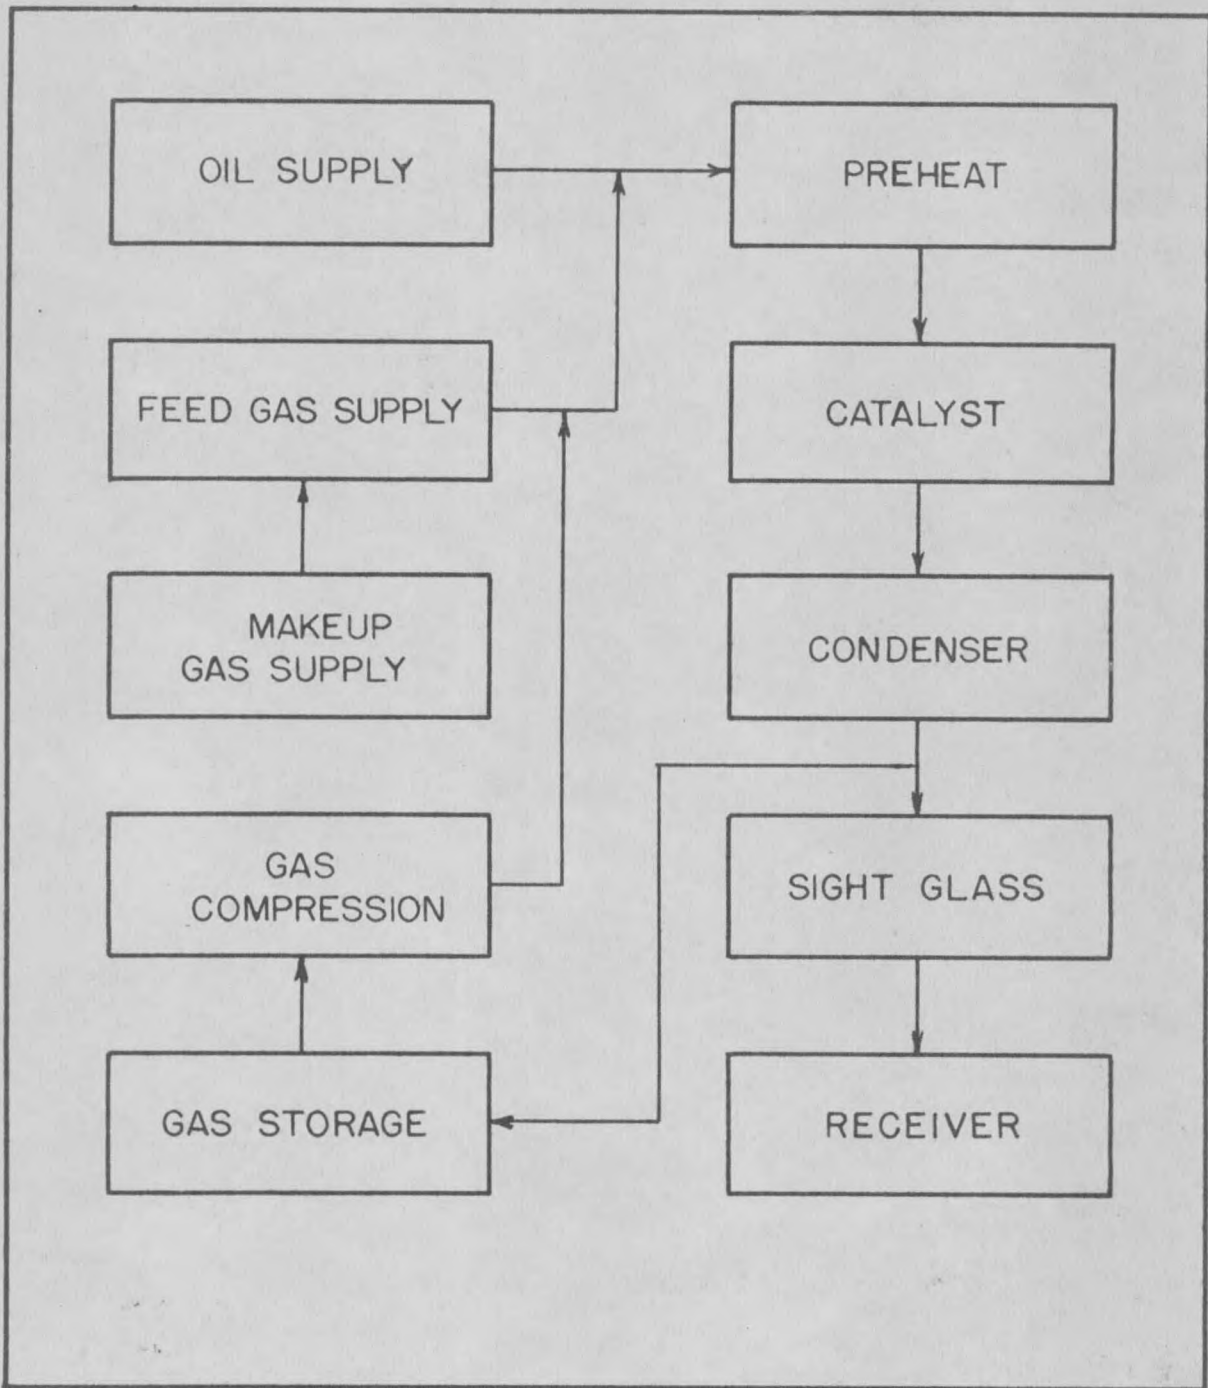 OIL SUPPLY
PREHEAT
FEED GAS SUPPLY
CATALYST
MAKEUP
GAS SUPPLY
CONDENSER
GAS
COMPRESSION
SIGHT GLASS
GAS STORAGE
RECEIVER